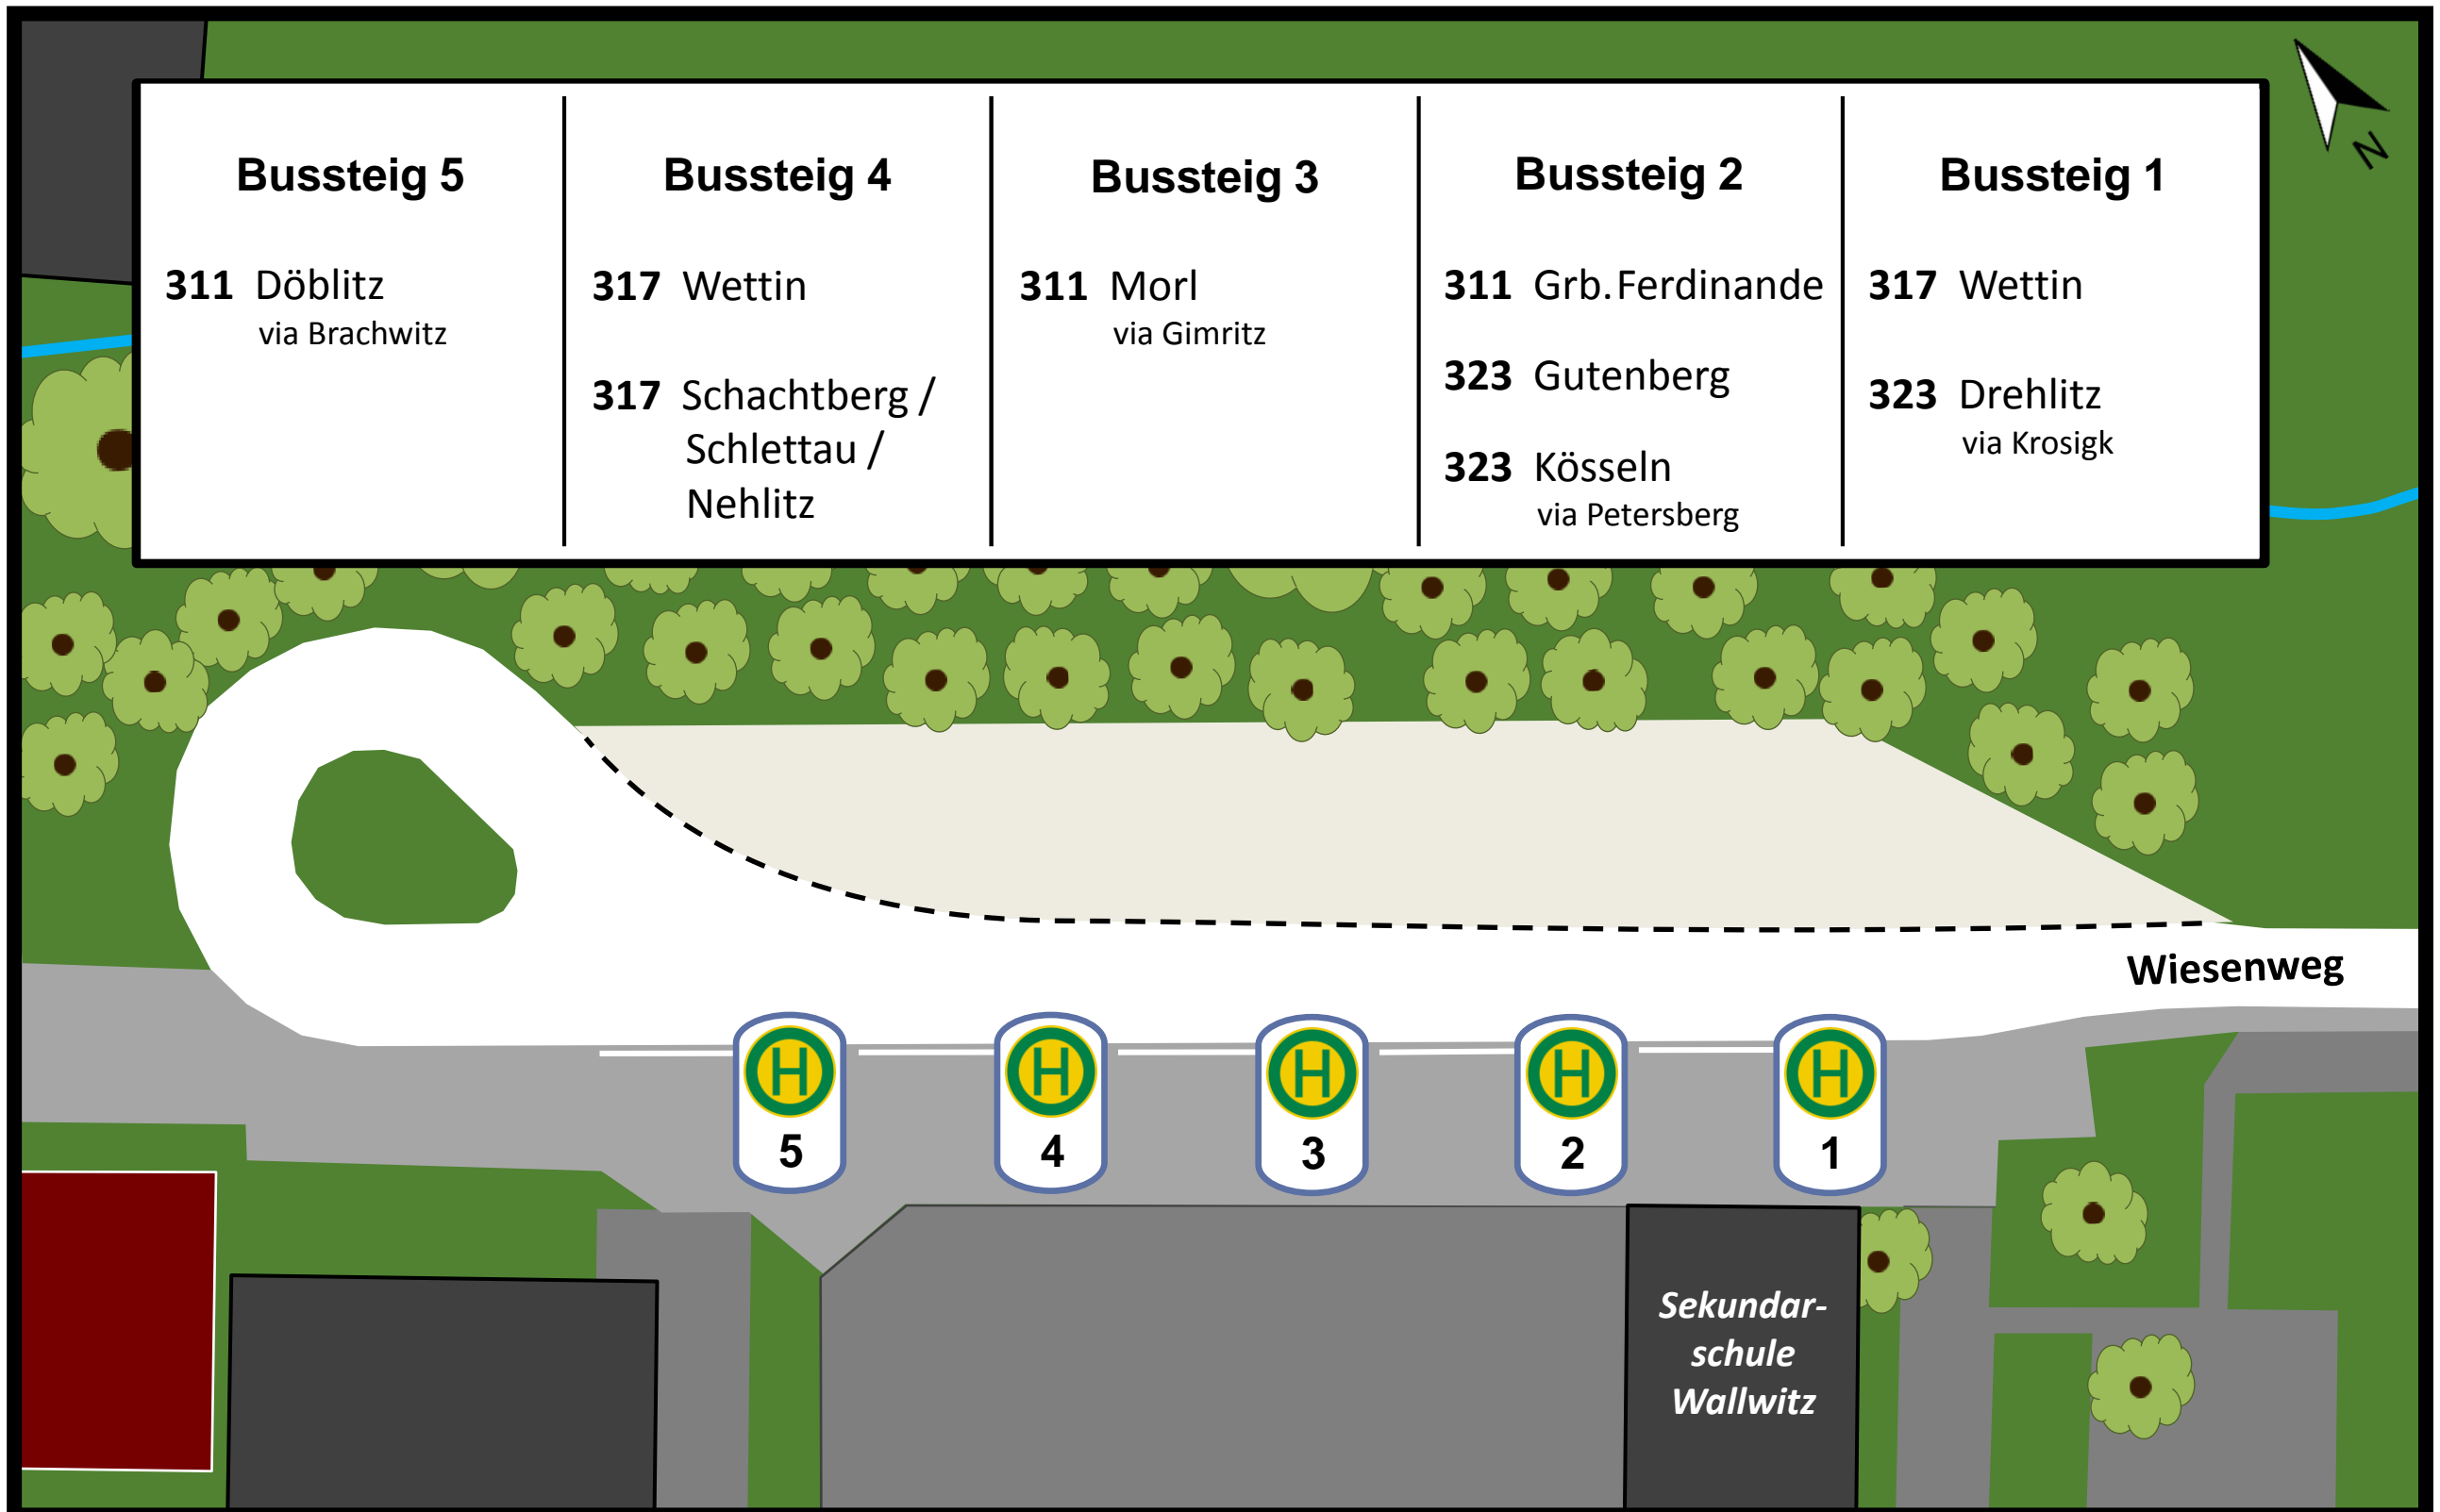 Bussteig 5
311 Döblitz
via Brachwitz
Bussteig 4
317 Wettin
317 Schachtberg /
Schlettau /
Nehlitz
Bussteig 3
311 Morl
via Gimritz
Bussteig 2
311 Grb. Ferdinande
323 Gutenberg
323 Kösseln
via Petersberg
Bussteig 1
317 Wettin
323 Drehlitz
via Krosigk
N
Wiesenweg
H
5
H
4
H
3
H
2
H
1
Sekundar-
schule
Wallwitz